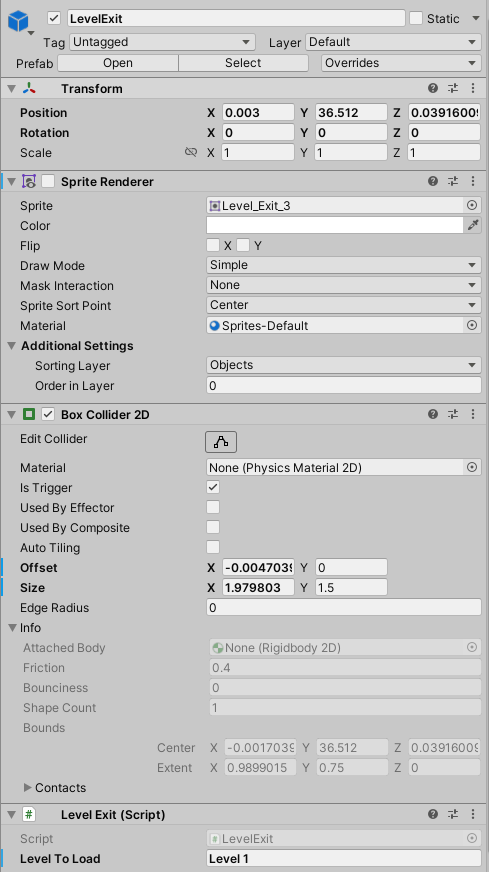 LevelExit Static
Tag Untagged Layer Default
Prefab Open Select Overrides
Transform
Position X 0.003 Y 36.512 Z 0.03916009
Rotation X 0 Y 0 Z 0
Scale X 1 Y 1 Z 1
Sprite Renderer
Sprite Level_Exit_3
Color
Flip X Y
Draw Mode Simple
Mask Interaction None
Sprite Sort Point Center
Material Sprites-Default
Additional Settings
Sorting Layer Objects
Order in Layer 0
Box Collider 2D
Edit Collider
Material None (Physics Material 2D)
Is Trigger
Used By Effector
Used By Composite
Auto Tiling
Offset X -0.0047039 Y 0
Size X 1.979803 Y 1.5
Edge Radius 0
Info
Attached Body None (Rigidbody 2D)
Friction 0.4
Bounciness 0
Shape Count 1
Bounds
Center X -0.0017039 Y 36.512 Z 0.03916009
Extent X 0.9899015 Y 0.75 Z 0
Contacts
# Level Exit (Script)
Script # LevelExit
Level To Load Level 1